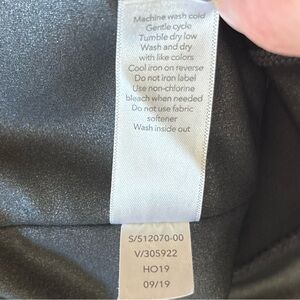 Machine wash cold
Gentle cycle
Tumble dry low
Wash and dry
with like colors
Cool iron on reverse
Do not iron label
Use non-chlorine
bleach when needed
Do not use fabric
softener
Wash inside out
S/512070-00
V/305922
HO19
09/19